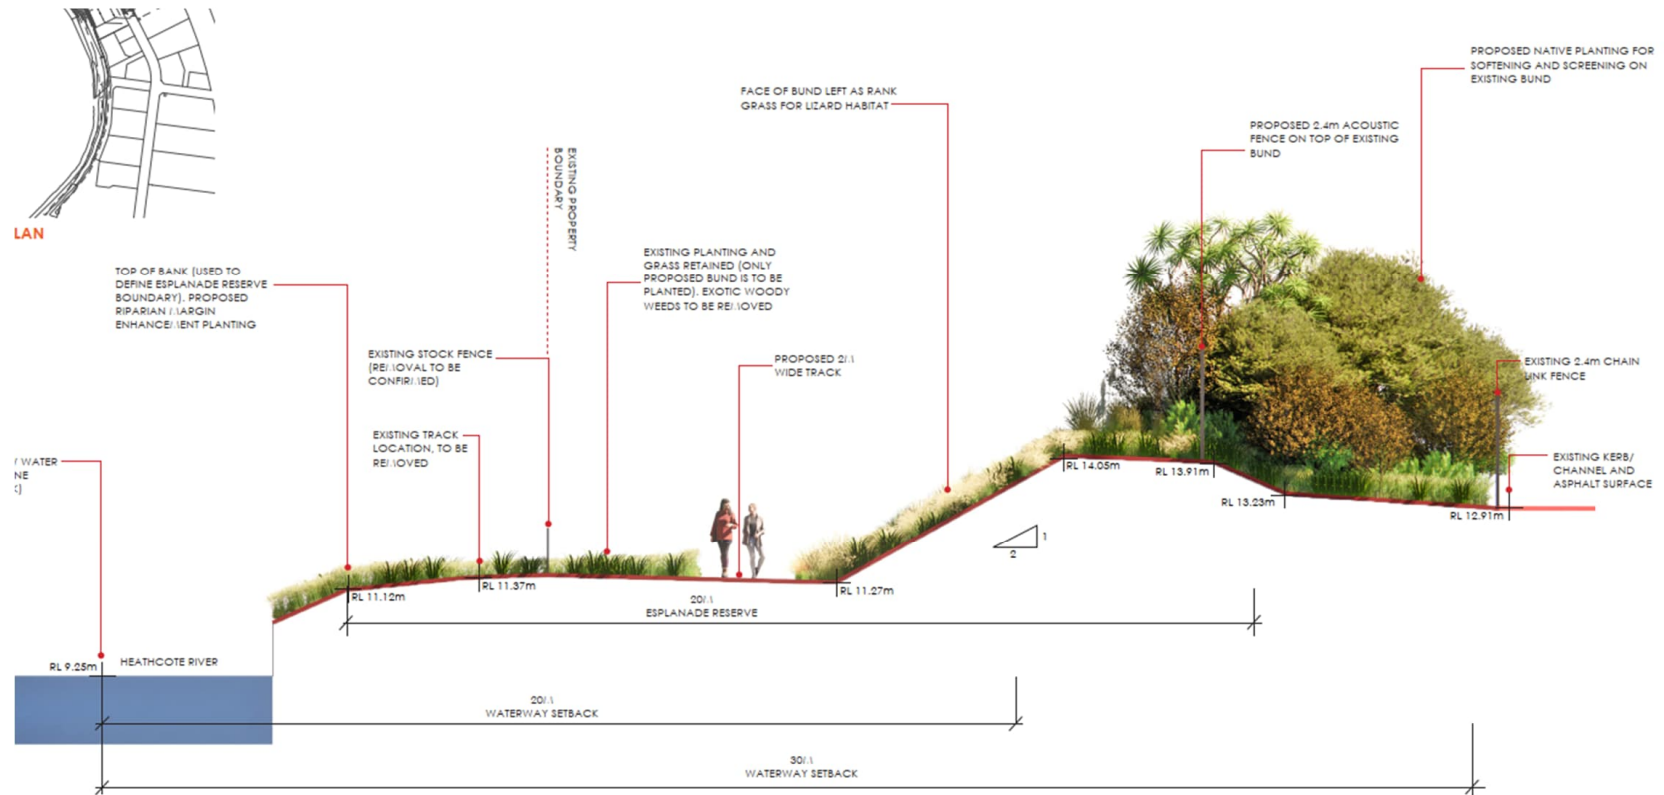 LAN
PROPOSED NATIVE PLANTING FOR
SOFTENING AND SCREENING ON
EXISTING BUND
FACE OF BUND LEFT AS RANK
GRASS FOR LIZARD HABITAT
PROPOSED 2.4m ACOUSTIC
FENCE ON TOP OF EXISTING
BUND
EXISTING PROPERTY
BOUNDARY
TOP OF BANK (USED TO
DEFINE ESPLANADE RESERVE
BOUNDARY). PROPOSED
RIPARIAN MARGIN
ENHANCEMENT PLANTING
EXISTING PLANTING AND
GRASS RETAINED (ONLY
PROPOSED BUND IS TO BE
PLANTED). EXOTIC WOODY
WEEDS TO BE REMOVED
EXISTING STOCK FENCE
(REMOVAL TO BE
CONFIRMED)
PROPOSED 2M
WIDE TRACK
EXISTING 2.4m CHAIN
LINK FENCE
EXISTING TRACK
LOCATION, TO BE
REMOVED
/ WATER
NE
K)
EXISTING KERB/
CHANNEL AND
ASPHALT SURFACE
RL 14.05m
RL 13.91m
RL 13.23m
RL 12.91m
1
2
RL 11.12m
RL 11.37m
RL 11.27m
20M
ESPLANADE RESERVE
RL 9.25m
HEATHCOTE RIVER
20M
WATERWAY SETBACK
30M
WATERWAY SETBACK